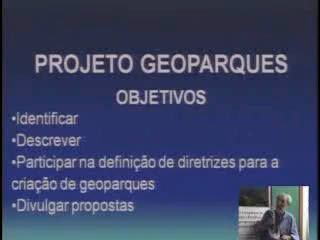 PROJETO GEOPARQUES
OBJETIVOS
•Identificar
•Descrever
•Participar na definição de diretrizes para a
criação de geoparques
•Divulgar propostas